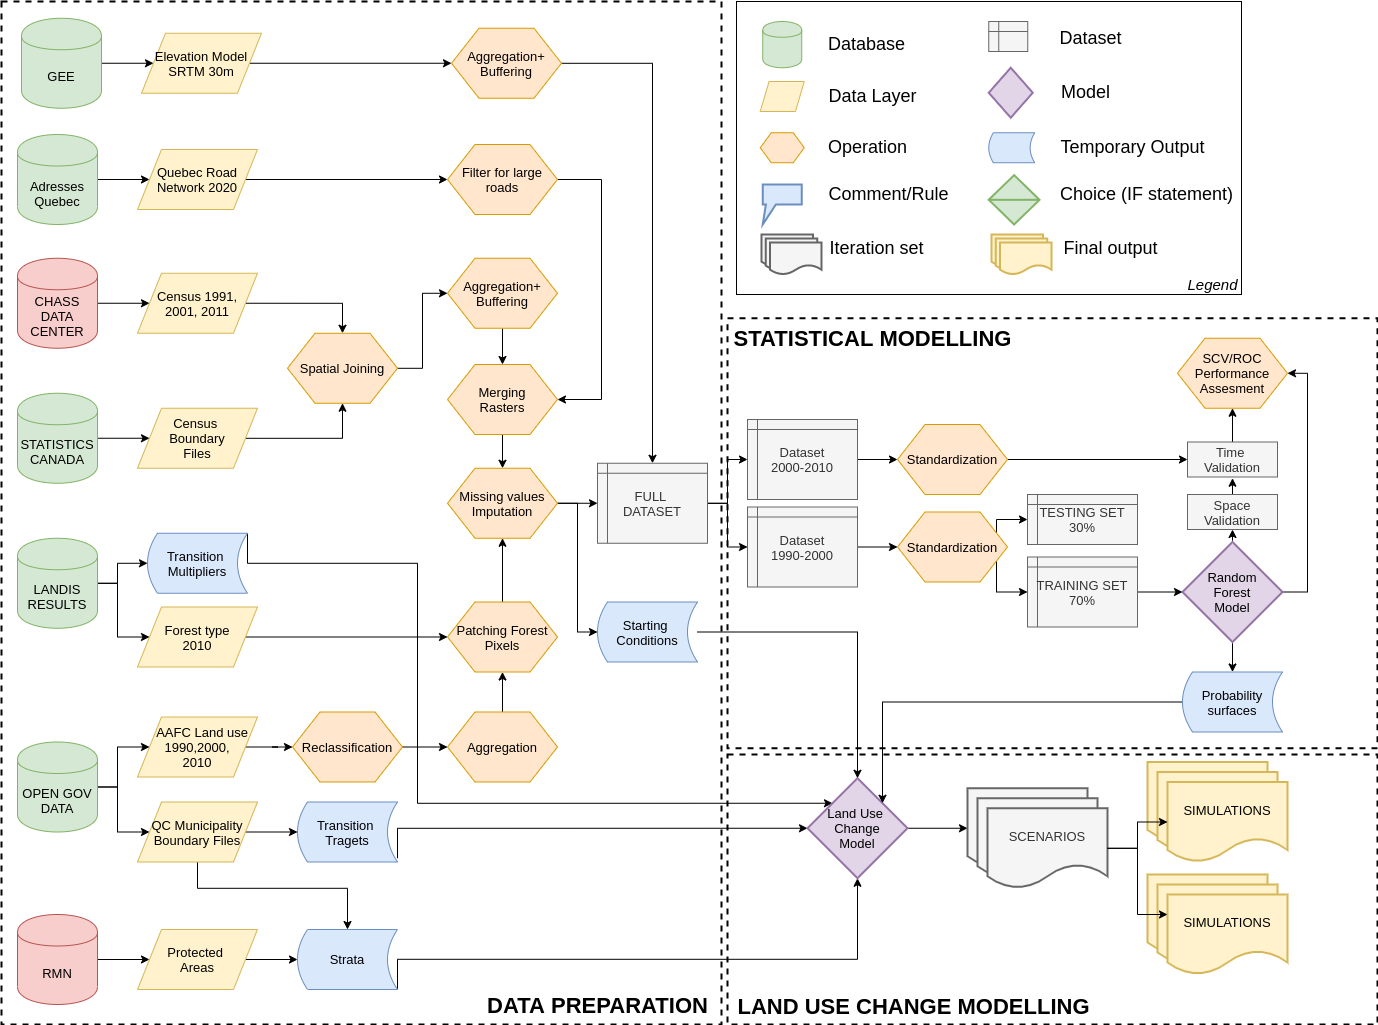 GEE
Elevation Model
SRTM 30m
Aggregation+
Buffering
Adresses
Quebec
Quebec Road
Network 2020
Filter for large
roads
CHASS
DATA
CENTER
Census 1991,
2001, 2011
Aggregation+
Buffering
Spatial Joining
Merging
Rasters
STATISTICS
CANADA
Census
Boundary
Files
Missing values
Imputation
FULL
DATASET
LANDIS
RESULTS
Transition
Multipliers
Forest type
2010
Patching Forest
Pixels
Starting
Conditions
OPEN GOV
DATA
AAFC Land use
1990,2000,
2010
Reclassification
Aggregation
QC Municipality
Boundary Files
Transition
Tragets
RMN
Protected
Areas
Strata
DATA PREPARATION
Database
Dataset
Data Layer
Model
Operation
Temporary Output
Comment/Rule
Choice (IF statement)
Iteration set
Final output
Legend
STATISTICAL MODELLING
SCV/ROC
Performance
Assesment
Dataset
2000-2010
Standardization
Time
Validation
Dataset
1990-2000
Standardization
TESTING SET
30%
Space
Validation
TRAINING SET
70%
Random
Forest
Model
Probability
surfaces
Land Use
Change
Model
SCENARIOS
SIMULATIONS
SIMULATIONS
LAND USE CHANGE MODELLING